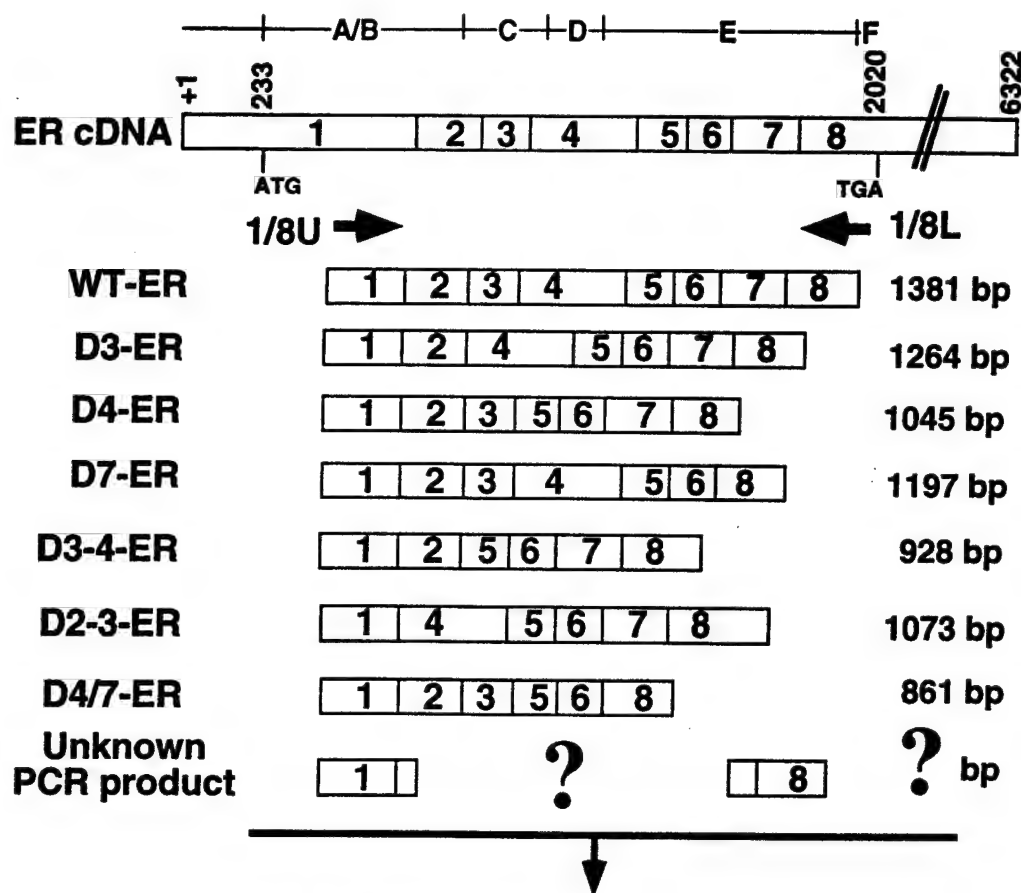 A/B C D E F
+1 233 2020 6322
ER cDNA 1 2 3 4 5 6 7 8
ATG TGA
1/8U 1/8L
WT-ER 1 2 3 4 5 6 7 8 1381 bp
D3-ER 1 2 4 5 6 7 8 1264 bp
D4-ER 1 2 3 5 6 7 8 1045 bp
D7-ER 1 2 3 4 5 6 8 1197 bp
D3-4-ER 1 2 5 6 7 8 928 bp
D2-3-ER 1 4 5 6 7 8 1073 bp
D4/7-ER 1 2 3 5 6 8 861 bp
Unknown
PCR product 1 ? 8 ? bp